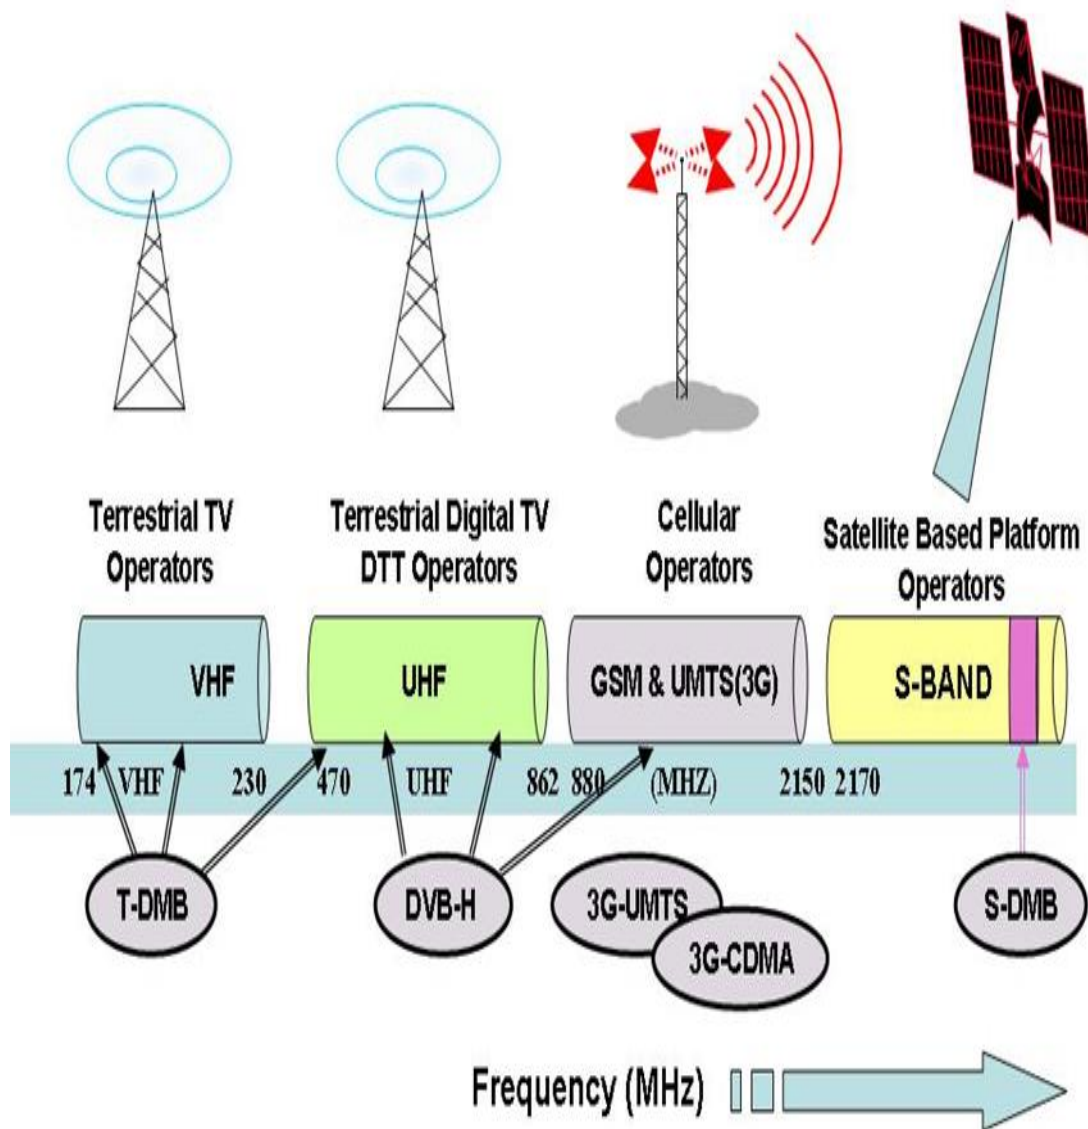 Terrestrial TV
Operators
Terrestrial Digital TV
DTT Operators
Cellular
Operators
Satellite Based Platform
Operators
VHF
UHF
GSM & UMTS(3G)
S-BAND
174 VHF 230 470 UHF 862 880 (MHZ) 2150 2170
T-DMB
DVB-H
3G-UMTS
3G-CDMA
S-DMB
Frequency (MHz)